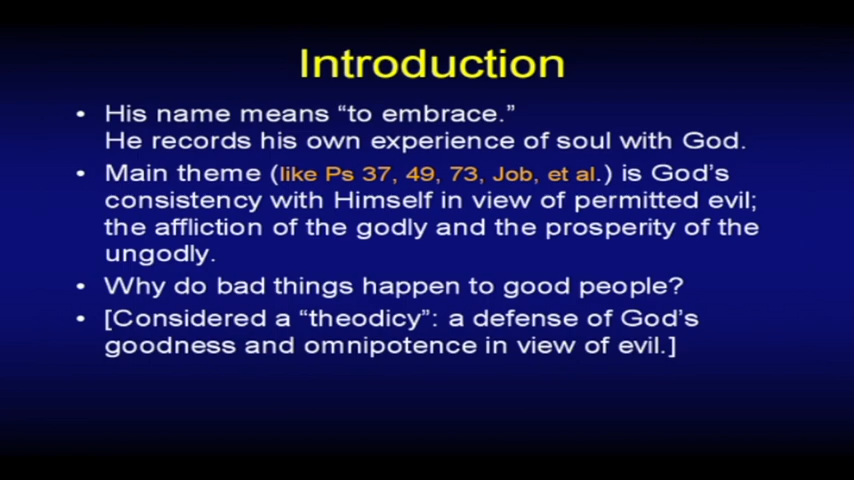 Introduction
• His name means “to embrace.”
He records his own experience of soul with God.
• Main theme (like Ps 37, 49, 73, Job, et al.) is God’s
consistency with Himself in view of permitted evil;
the affliction of the godly and the prosperity of the
ungodly.
• Why do bad things happen to good people?
• [Considered a “theodicy”: a defense of God’s
goodness and omnipotence in view of evil.]